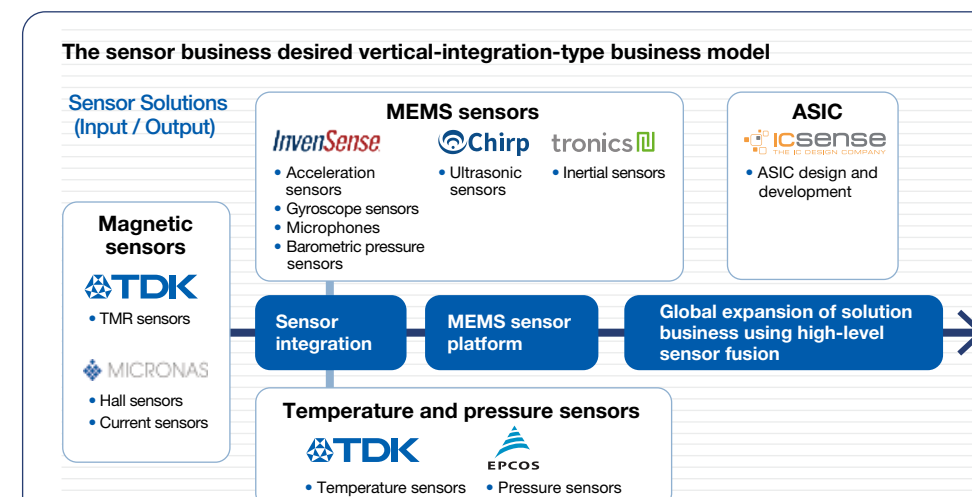 The sensor business desired vertical-integration-type business model
Sensor Solutions
(Input / Output)
MEMS sensors
InvenSense
• Acceleration
sensors
• Gyroscope sensors
• Microphones
• Barometric pressure
sensors
Chirp
• Ultrasonic
sensors
tronics
• Inertial sensors
ASIC
icsense
THE IC DESIGN COMPANY
• ASIC design and
development
Magnetic
sensors
TDK
• TMR sensors
MICRONAS
• Hall sensors
• Current sensors
Sensor
integration
MEMS sensor
platform
Global expansion of solution
business using high-level
sensor fusion
Temperature and pressure sensors
TDK
• Temperature sensors
EPCOS
• Pressure sensors